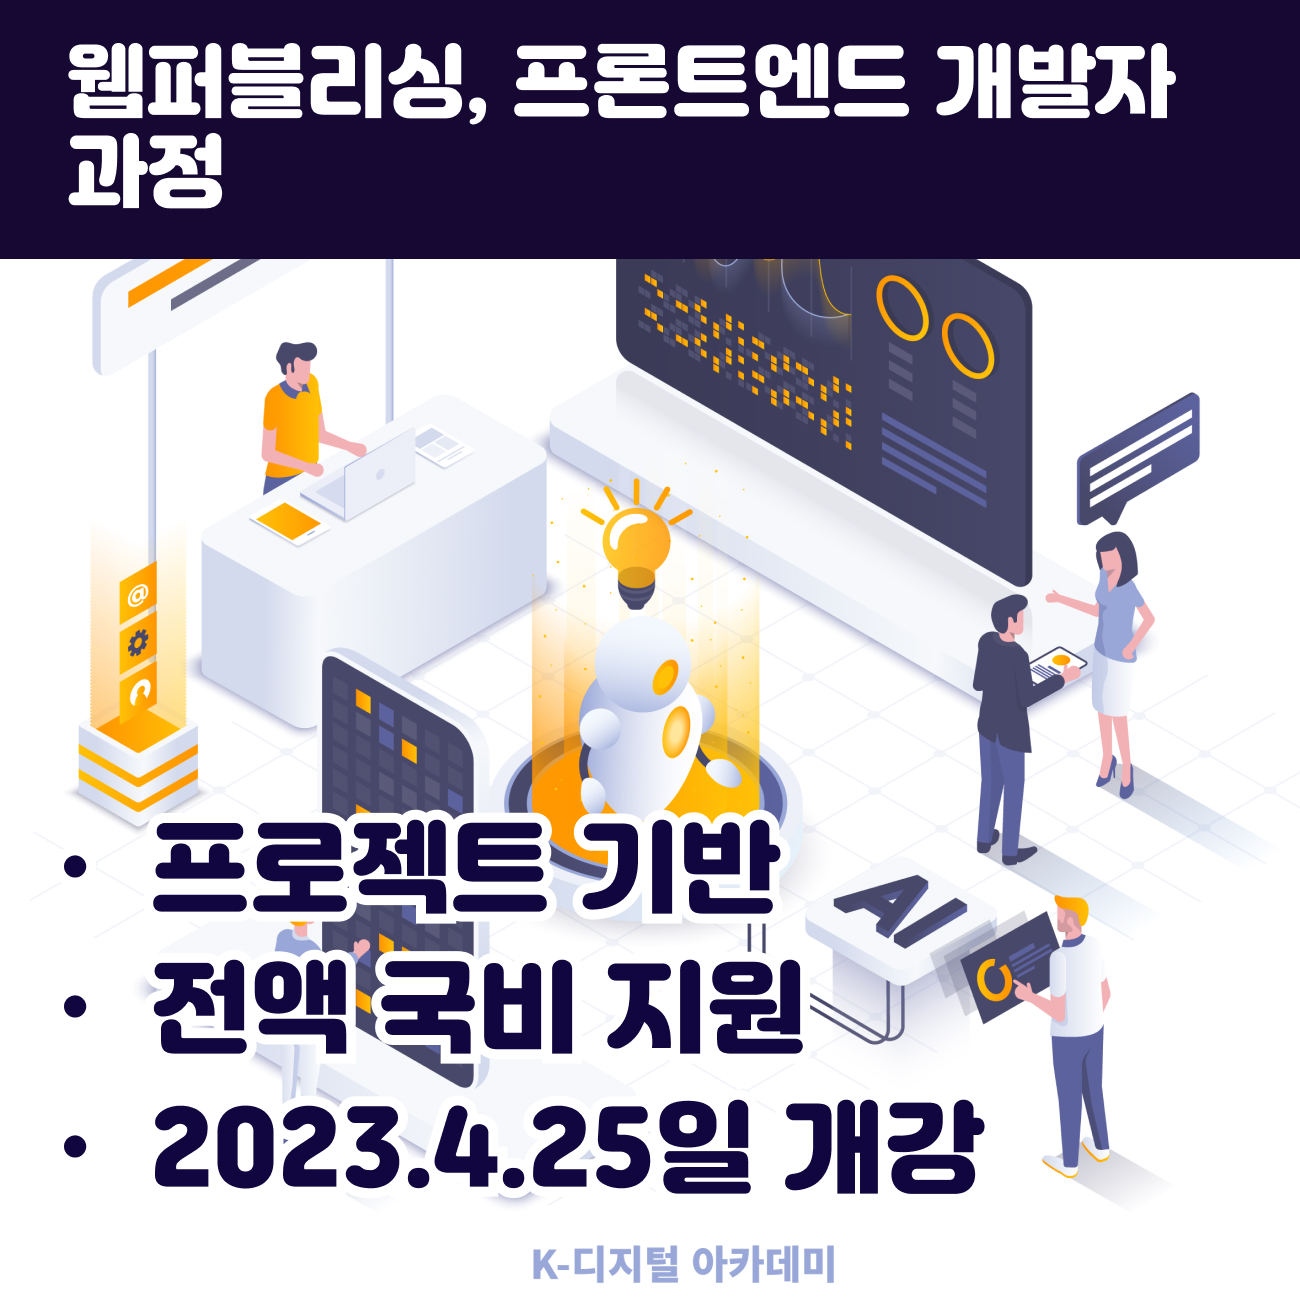 웹퍼블리싱, 프론트엔드 개발자
과정
@
AI
• 프로젝트 기반
• 전액 국비 지원
• 2023.4.25일 개강
K-디지털 아카데미